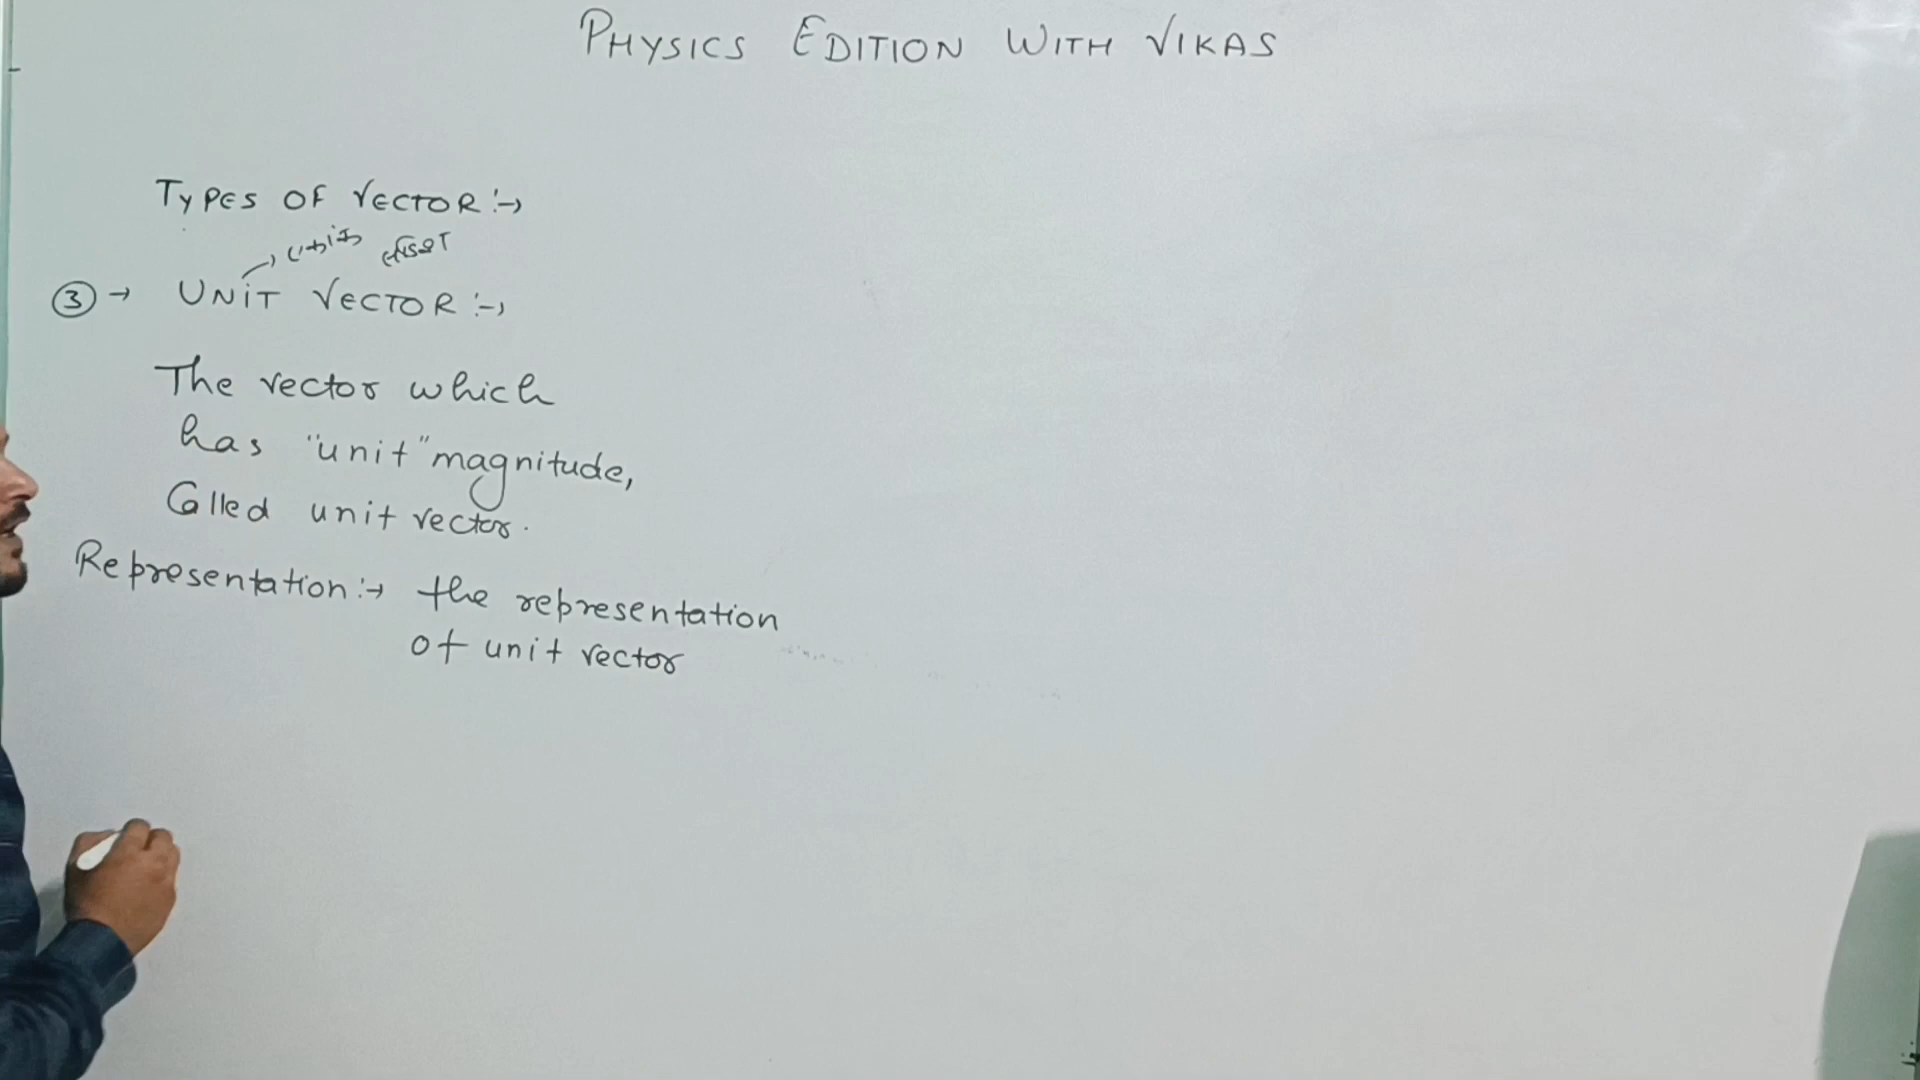 PHYSICS EDITION WITH VIKAS
TYPES OF VECTOR :→
③ → UNIT VECTOR :→
The vector which
has "unit" magnitude,
Called unit vector.
Representation :→ the representation
of unit vector